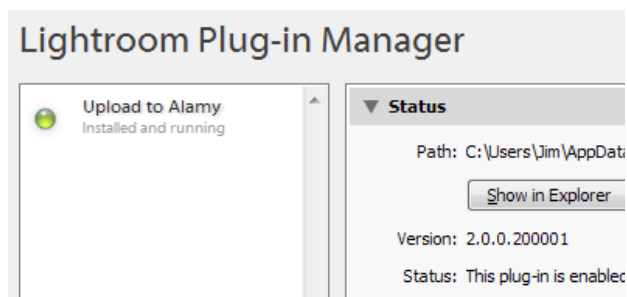 Lightroom Plug-in Manager
Upload to Alamy
Installed and running
Status
Path: C:\Users\Jim\AppData
Show in Explorer
Version: 2.0.0.200001
Status: This plug-in is enabled